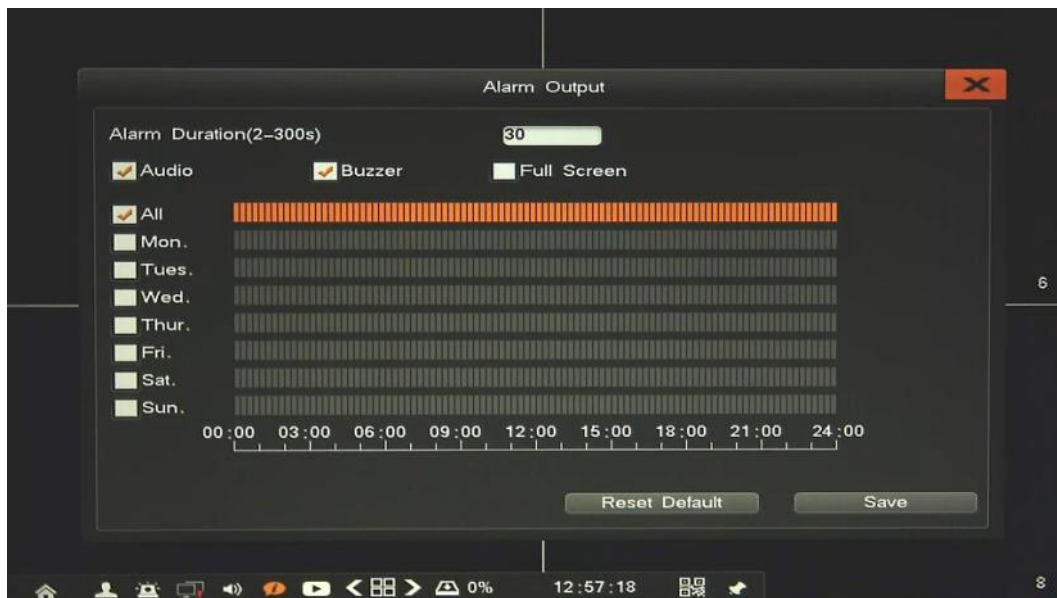 Alarm Output
Alarm Duration(2-300s) 30
Audio Buzzer Full Screen
All
Mon.
Tues.
Wed.
Thur.
Fri.
Sat.
Sun.
00:00 03:00 06:00 09:00 12:00 15:00 18:00 21:00 24:00
Reset Default Save
6
0% 12:57:18
8